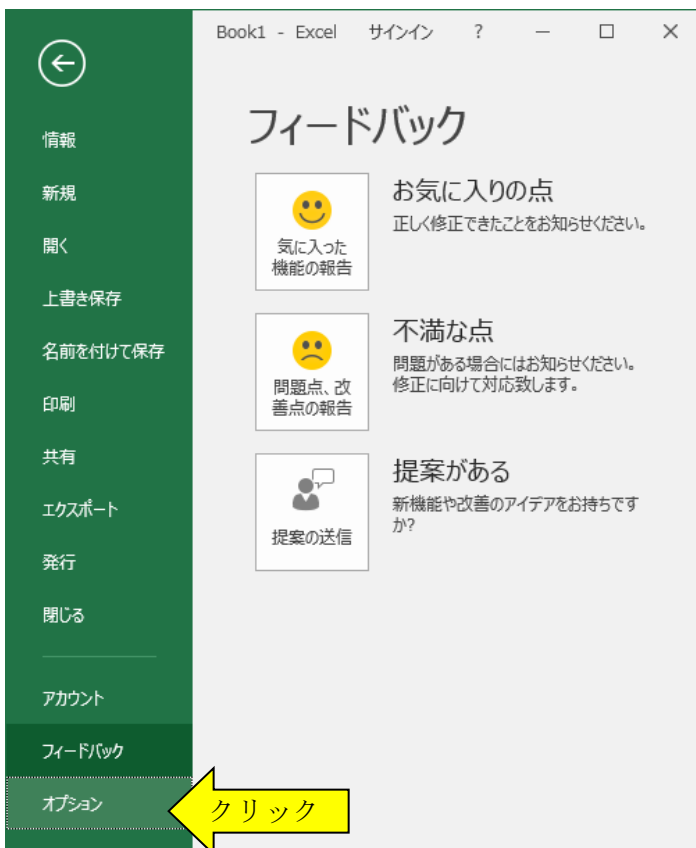 Book1 - Excel サインイン ?
情報
新規
開く
上書き保存
名前を付けて保存
印刷
共有
エクスポート
発行
閉じる
アカウント
フィードバック
オプション
クリック
フィードバック
気に入った
機能の報告
お気に入りの点
正しく修正できたことをお知らせください。
問題点、改
善点の報告
不満な点
問題がある場合にはお知らせください。
修正に向けて対応致します。
提案の送信
提案がある
新機能や改善のアイデアをお持ちです
か?